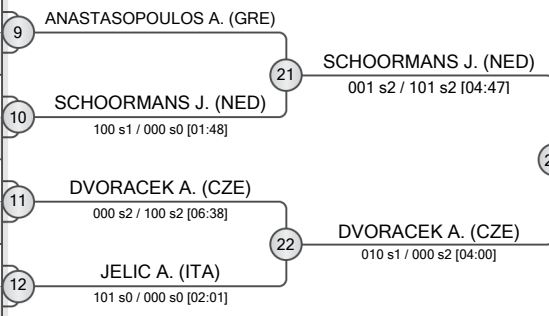 ANASTASOPOULOS A. (GRE)
9
21
SCHOORMANS J. (NED)
001 s2 / 101 s2 [04:47]
SCHOORMANS J. (NED)
10
100 s1 / 000 s0 [01:48]
DVORACEK A. (CZE)
11
000 s2 / 100 s2 [06:38]
22
DVORACEK A. (CZE)
010 s1 / 000 s2 [04:00]
JELIC A. (ITA)
12
101 s0 / 000 s0 [02:01]